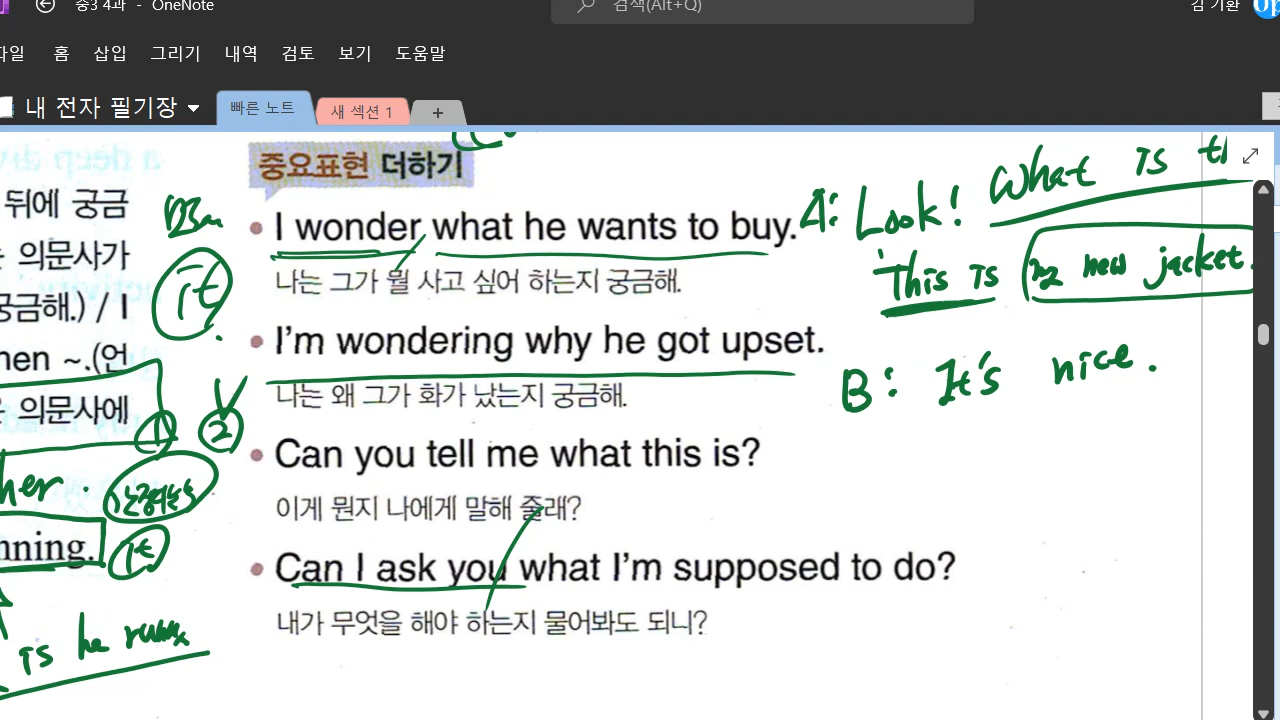 중3 4과 - OneNote
검색(Alt+Q)
김 기환
파일 홈 삽입 그리기 내역 검토 보기 도움말
내 전자 필기장
빠른 노트
새 섹션 1
+
중요표현 더하기
뒤에 궁금
의문사가
궁금해.) / I
hen ~.(언
의문사에
① ②
her.
nning.
it
is he
it
I wonder what he wants to buy.
나는 그가 뭘 사고 싶어 하는지 궁금해.
I'm wondering why he got upset.
나는 왜 그가 화가 났는지 궁금해.
Can you tell me what this is?
이게 뭔지 나에게 말해 줄래?
Can I ask you what I'm supposed to do?
내가 무엇을 해야 하는지 물어봐도 되니?
A: Look! What is
This is my new jacket.
B: It's nice.